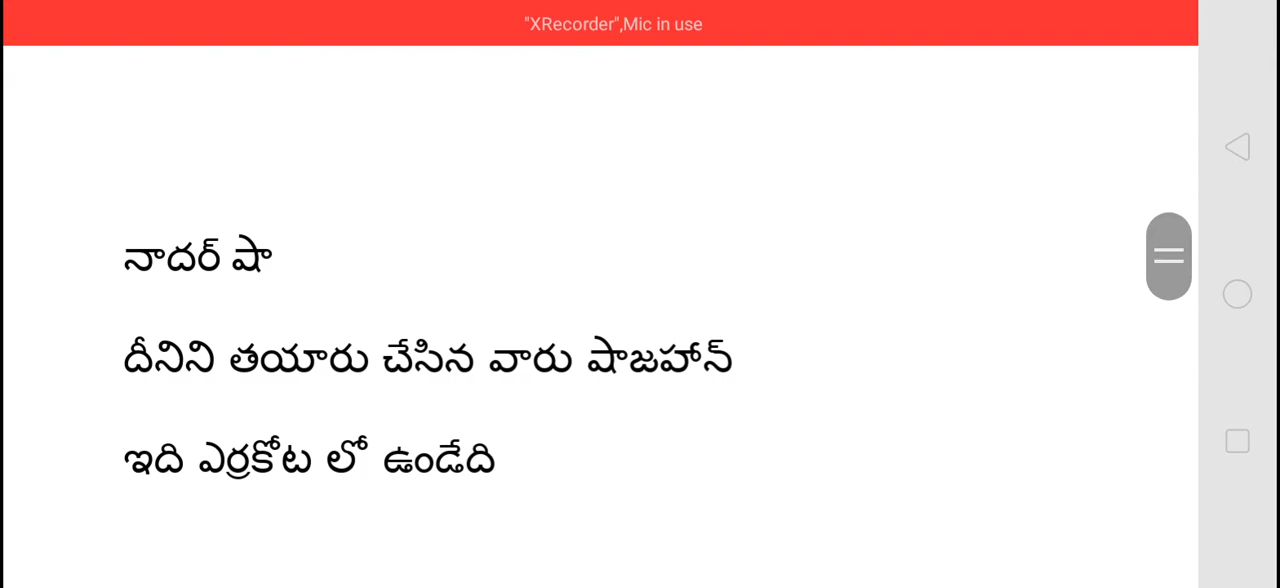 "XRecorder",Mic in use
నాదర్ షా
దీనిని తయారు చేసిన వారు షాజహాన్
ఇది ఎర్రకోట లో ఉండేది